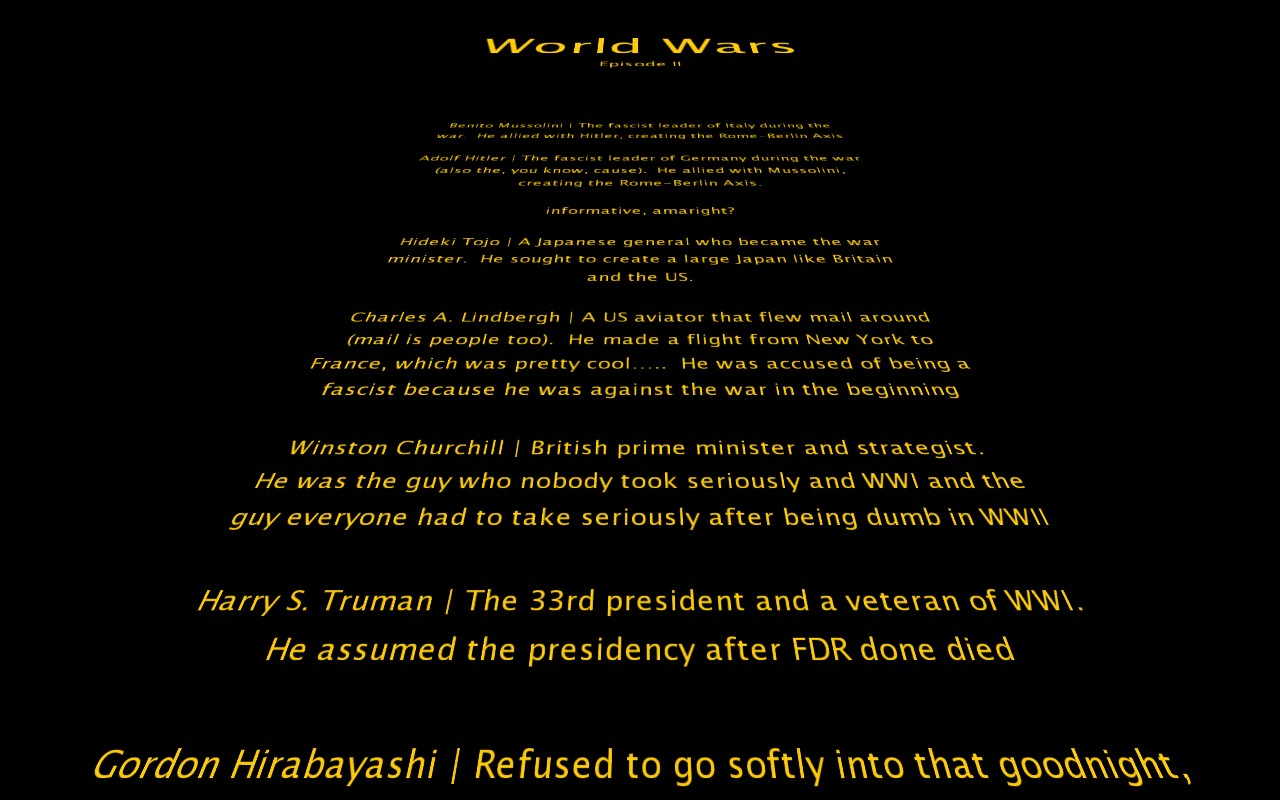 World Wars
Episode II
Benito Mussolini | The fascist leader of Italy during the
war.  He allied with Hitler, creating the Rome-Berlin Axis
Adolf Hitler | The fascist leader of Germany during the war
(also the, you know, cause).  He allied with Mussolini,
creating the Rome-Berlin Axis.
informative, amaright?
Hideki Tojo | A Japanese general who became the war
minister.  He sought to create a large Japan like Britain
and the US.
Charles A. Lindbergh | A US aviator that flew mail around
(mail is people too).  He made a flight from New York to
France, which was pretty cool.....  He was accused of being a
fascist because he was against the war in the beginning
Winston Churchill | British prime minister and strategist.
He was the guy who nobody took seriously and WWI and the
guy everyone had to take seriously after being dumb in WWII
Harry S. Truman | The 33rd president and a veteran of WWI.
He assumed the presidency after FDR done died
Gordon Hirabayashi | Refused to go softly into that goodnight,